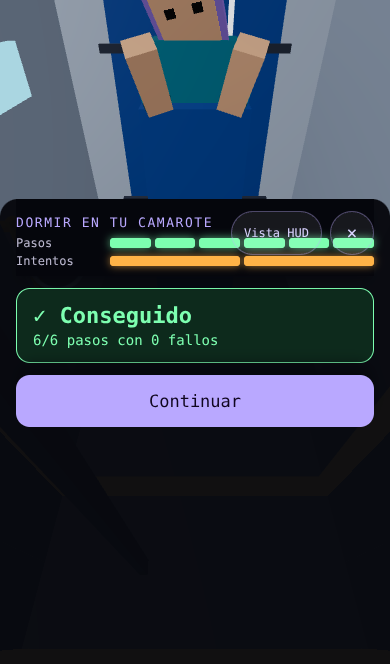 DORMIR EN TU CAMAROTE
Vista HUD
✕
Pasos
Intentos
✓ Conseguido
6/6 pasos con 0 fallos
Continuar